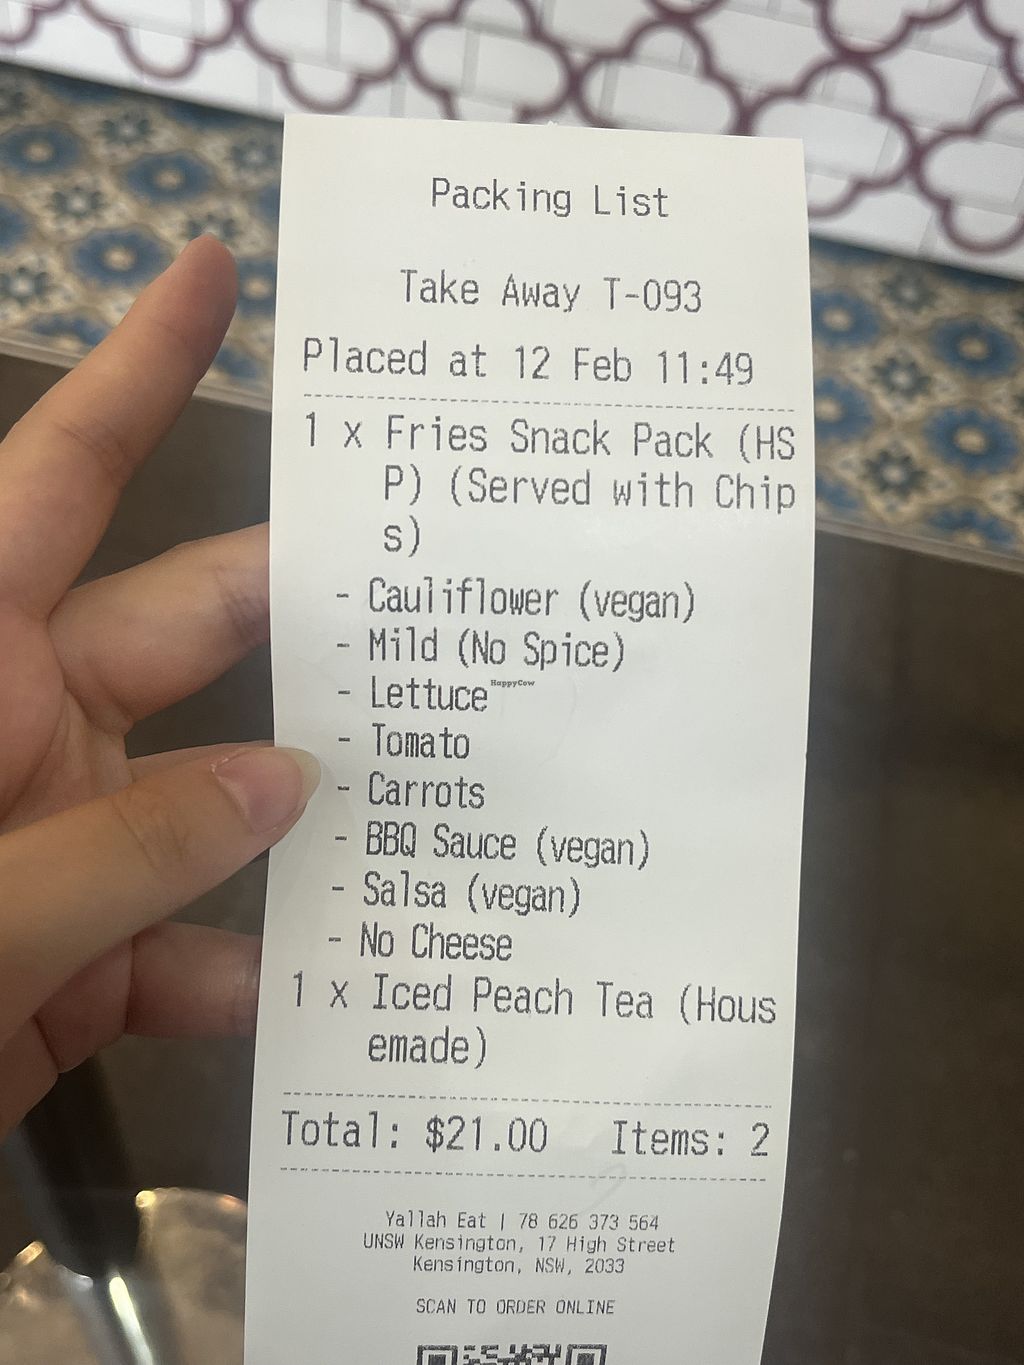 Packing List
Take Away T-093
Placed at 12 Feb 11:49
1 x Fries Snack Pack (HS
P) (Served with Chip
s)
- Cauliflower (vegan)
- Mild (No Spice)
- Lettuce
HappyCow
- Tomato
- Carrots
- BBQ Sauce (vegan)
- Salsa (vegan)
- No Cheese
1 x Iced Peach Tea (Hous
emade)
Total: $21.00 Items: 2
Yallah Eat | 78 626 373 564
UNSW Kensington, 17 High Street
Kensington, NSW, 2033
SCAN TO ORDER ONLINE